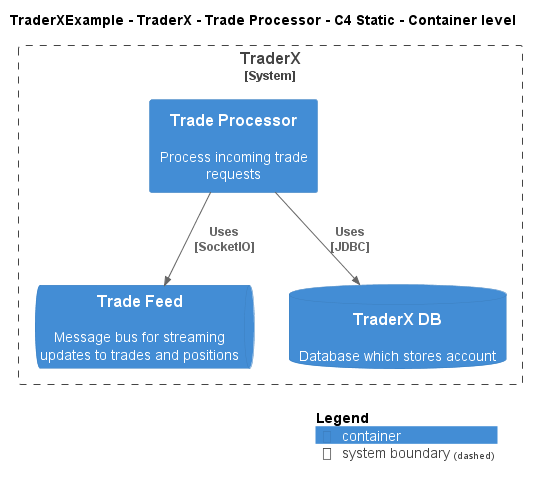 TraderXExample - TraderX - Trade Processor - C4 Static - Container level
TraderX
[System]
Trade Processor
Process incoming trade
requests
Uses
[SocketIO]
Uses
[JDBC]
Trade Feed
Message bus for streaming
updates to trades and positions
TraderX DB
Database which stores account
Legend
container
system boundary (dashed)